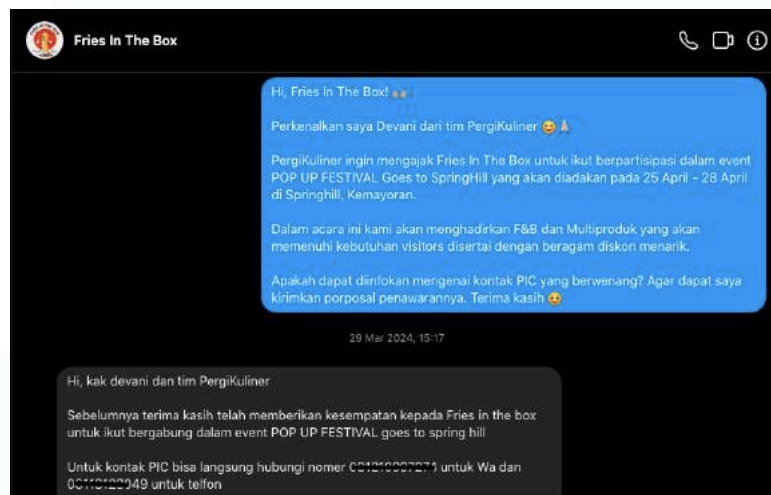 Fries In The Box
Hi, Fries In The Box!
Perkenalkan saya Devani dari tim PergiKuliner
PergiKuliner ingin mengajak Fries In The Box untuk ikut berpartisipasi dalam event
POP UP FESTIVAL Goes to SpringHill yang akan diadakan pada 25 April - 28 April
di Springhill, Kemayoran.
Dalam acara ini kami akan menghadirkan F&B dan Multiproduk yang akan
memenuhi kebutuhan visitors disertai dengan beragam diskon menarik.
Apakah dapat diinfokan mengenai kontak PIC yang berwenang? Agar dapat saya
kirimkan porposal penawarannya. Terima kasih
29 Mar 2024, 15:17
Hi, kak devani dan tim PergiKuliner
Sebelumnya terima kasih telah memberikan kesempatan kepada Fries in the box
untuk ikut bergabung dalam event POP UP FESTIVAL goes to spring hill
Untuk kontak PIC bisa langsung hubungi nomer untuk Wa dan
untuk telfon